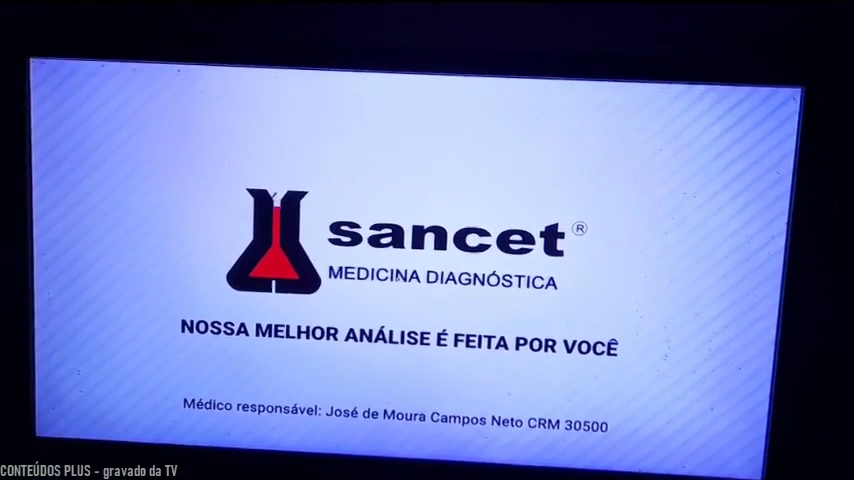 sancet ®
MEDICINA DIAGNÓSTICA
NOSSA MELHOR ANÁLISE É FEITA POR VOCÊ
Médico responsável: José de Moura Campos Neto CRM 30500
CONTEÚDOS PLUS - gravado da TV